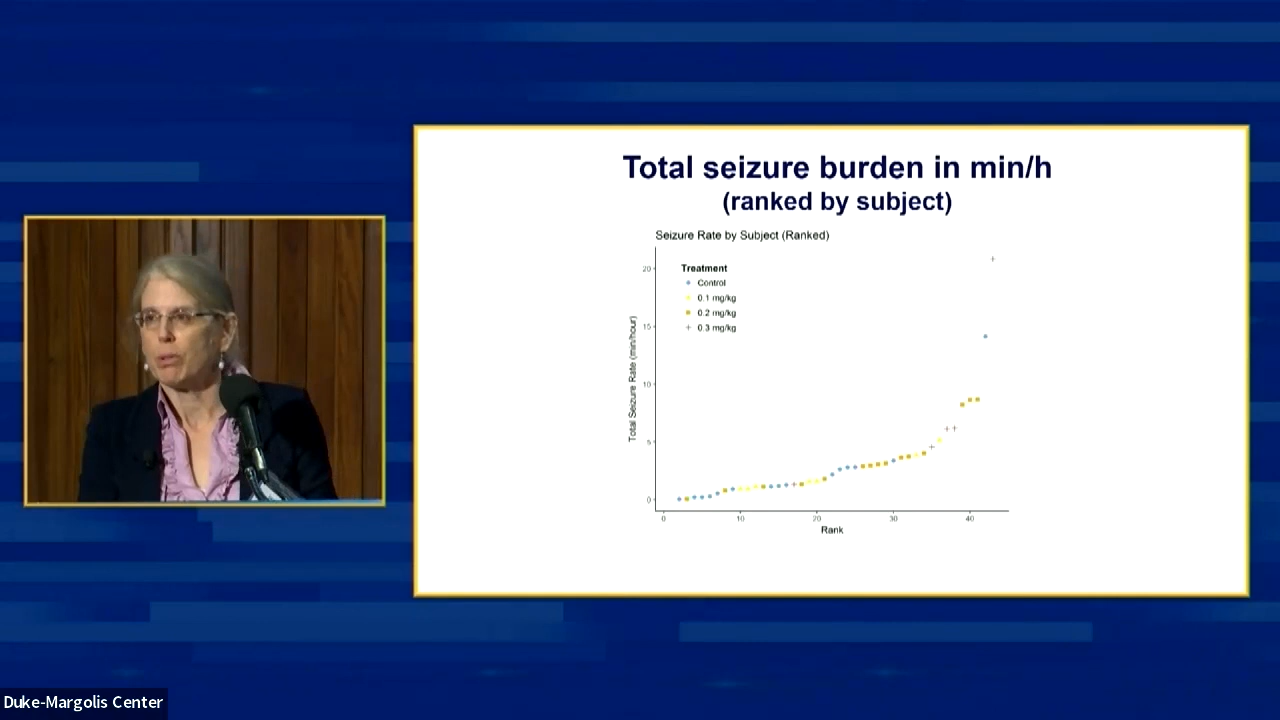 Total seizure burden in min/h
(ranked by subject)
Seizure Rate by Subject (Ranked)
Treatment
Control
0.1 mg/kg
0.2 mg/kg
0.3 mg/kg
Total Seizure Rate (min/hour)
20
15
10
5
0
0 10 20 30 40
Rank
Duke-Margolis Center